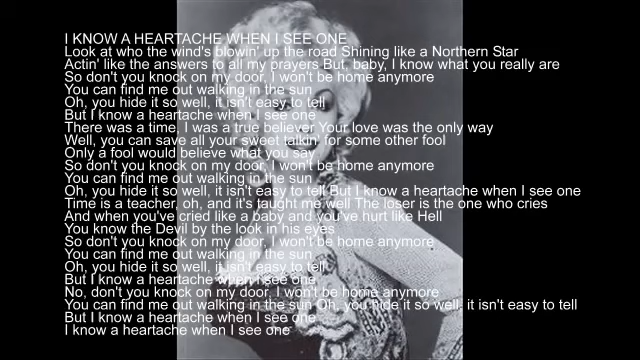 I KNOW A HEARTACHE WHEN I SEE ONE
Look at who the wind's blowin' up the road Shining like a Northern Star
Actin' like the answers to all my prayers But, baby, I know what you really are
So don't you knock on my door, I won't be home anymore
You can find me out walking in the sun
Oh, you hide it so well, it isn't easy to tell
But I know a heartache when I see one
There was a time, I was a true believer Your love was the only way
Well, you can save all your sweet talkin' for some other fool
Only a fool would believe what you say
So don't you knock on my door, I won't be home anymore
You can find me out walking in the sun
Oh, you hide it so well, it isn't easy to tell But I know a heartache when I see one
Time is a teacher, oh, and it's taught me well The loser is the one who cries
And when you've cried like a baby and you've hurt like Hell
You know the Devil by the look in his eyes
So don't you knock on my door, I won't be home anymore
You can find me out walking in the sun
Oh, you hide it so well, it isn't easy to tell
But I know a heartache when I see one
No, don't you knock on my door, I won't be home anymore
You can find me out walking in the sun Oh, you hide it so well, it isn't easy to tell
But I know a heartache when I see one
I know a heartache when I see one